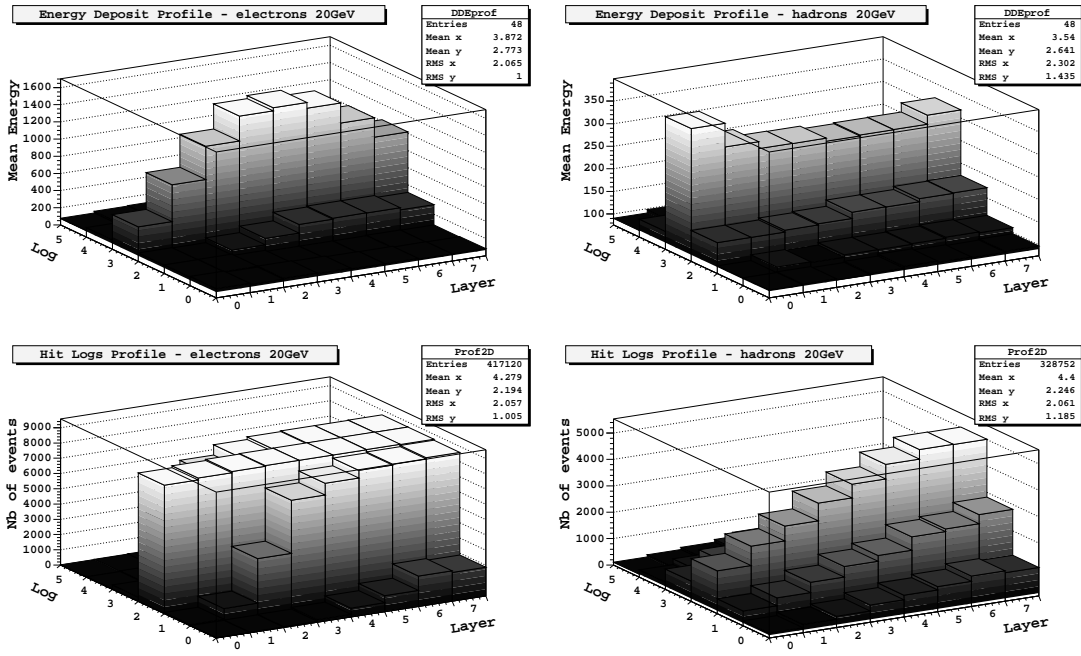 Energy Deposit Profile - electrons 20GeV
DDEprof
Entries 48
Mean x 3.872
Mean y 2.773
RMS x 2.065
RMS y 1
Mean Energy
1600
1400
1200
1000
800
600
400
200
0
5
4
3
2
1
0
Log
0
1
2
3
4
5
6
7
Layer
Energy Deposit Profile - hadrons 20GeV
DDEprof
Entries 48
Mean x 3.54
Mean y 2.641
RMS x 2.302
RMS y 1.435
Mean Energy
350
300
250
200
150
100
5
4
3
2
1
0
Log
0
1
2
3
4
5
6
7
Layer
Hit Logs Profile - electrons 20GeV
Prof2D
Entries 417120
Mean x 4.279
Mean y 2.194
RMS x 2.057
RMS y 1.005
Nb of events
9000
8000
7000
6000
5000
4000
3000
2000
1000
0
5
4
3
2
1
0
Log
0
1
2
3
4
5
6
7
Layer
Hit Logs Profile - hadrons 20GeV
Prof2D
Entries 328752
Mean x 4.4
Mean y 2.246
RMS x 2.061
RMS y 1.185
Nb of events
5000
4000
3000
2000
1000
0
5
4
3
2
1
0
Log
0
1
2
3
4
5
6
7
Layer